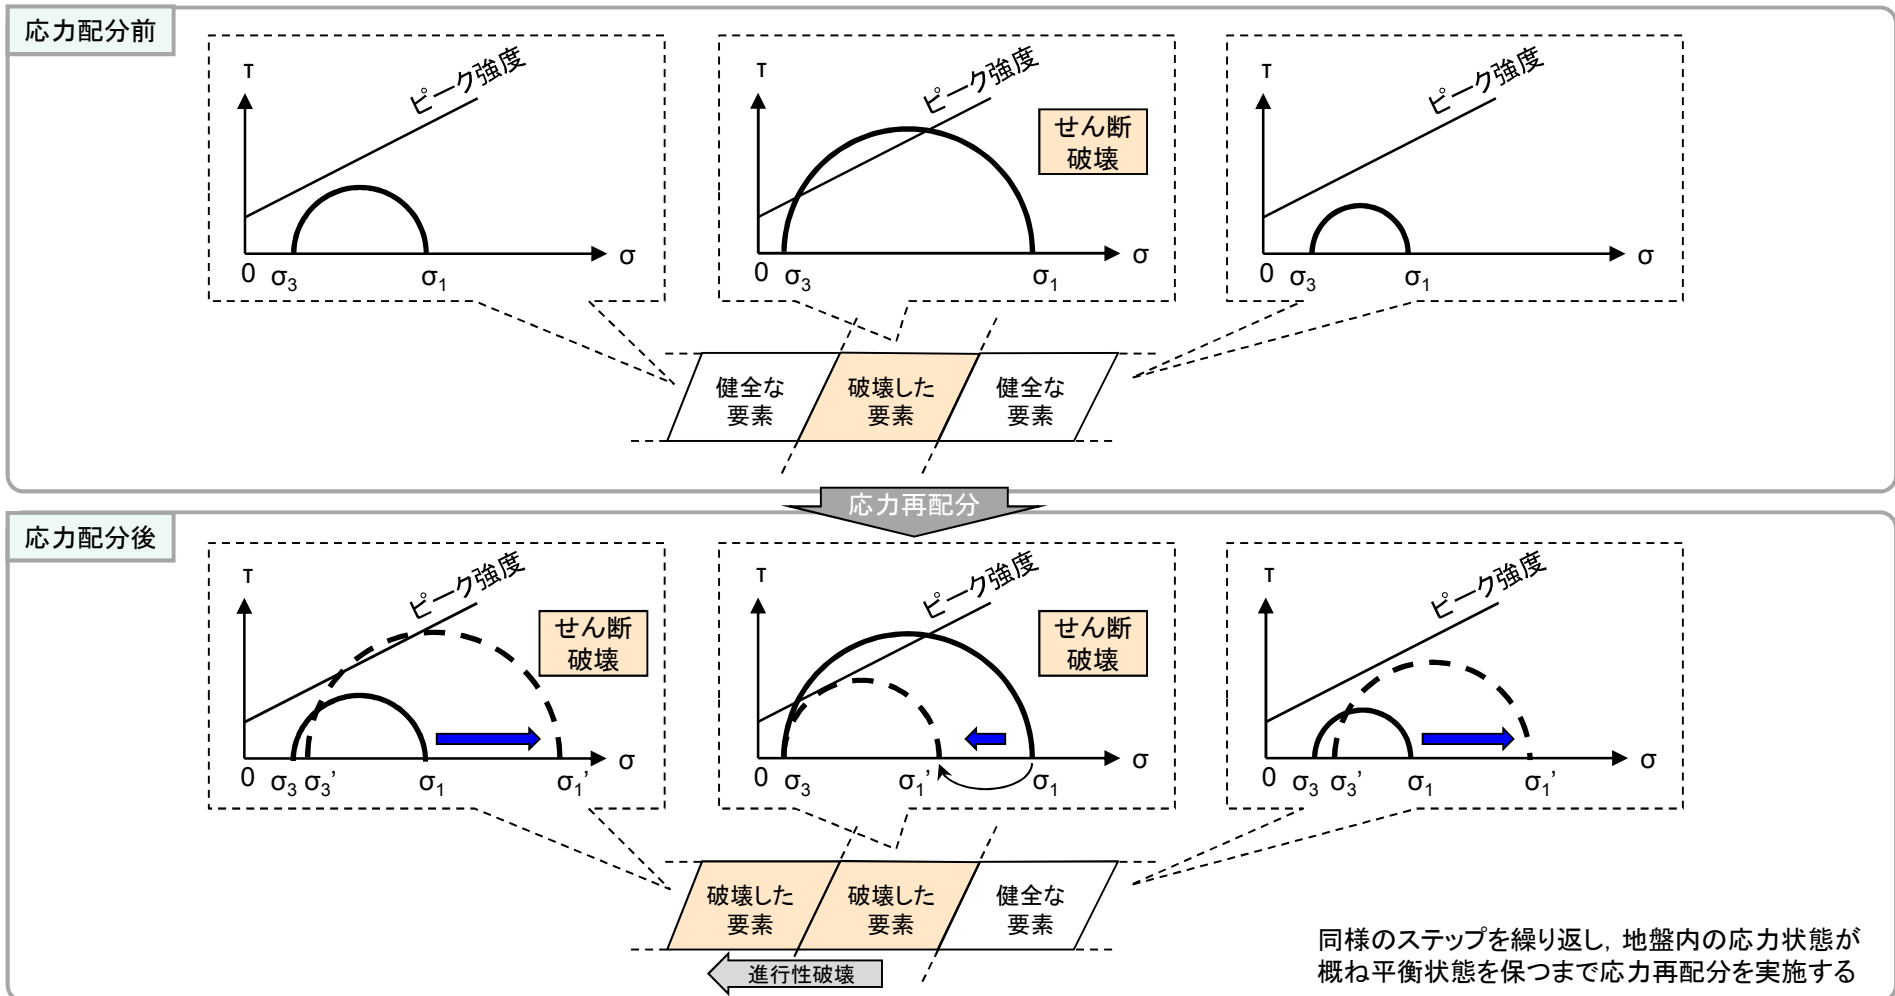 応力配分前
τ
ピーク強度
σ
0
σ3
σ1
τ
ピーク強度
せん断
破壊
σ
0
σ3
σ1
τ
ピーク強度
σ
0
σ3
σ1
健全な
要素
破壊した
要素
健全な
要素
応力再配分
応力配分後
τ
ピーク強度
せん断
破壊
σ
0
σ3
σ3’
σ1
σ1’
τ
ピーク強度
せん断
破壊
σ
0
σ3
σ1’
σ1
τ
ピーク強度
σ
0
σ3
σ3’
σ1
σ1’
破壊した
要素
破壊した
要素
健全な
要素
進行性破壊
同様のステップを繰り返し，地盤内の応力状態が
概ね平衡状態を保つまで応力再配分を実施する